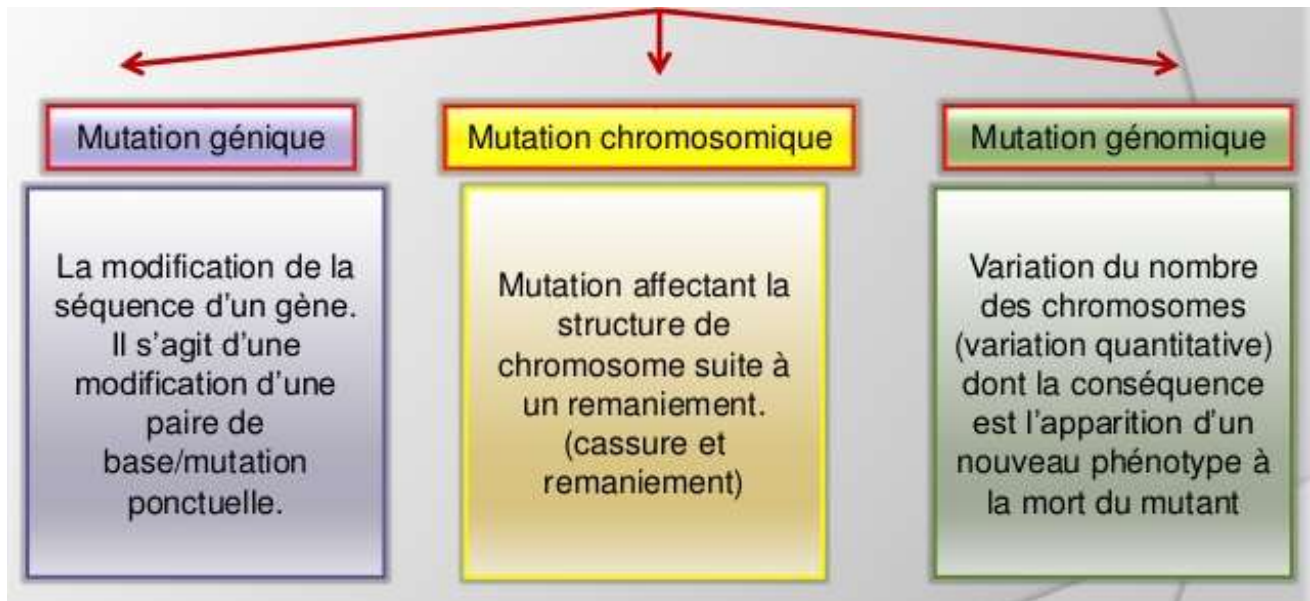 Mutation génique
Mutation chromosomique
Mutation génomique
La modification de la
séquence d'un gène.
Il s'agit d'une
modification d'une
paire de
base/mutation
ponctuelle.
Mutation affectant la
structure de
chromosome suite à
un remaniement.
(cassure et
remaniement)
Variation du nombre
des chromosomes
(variation quantitative)
dont la conséquence
est l'apparition d'un
nouveau phénotype à
la mort du mutant